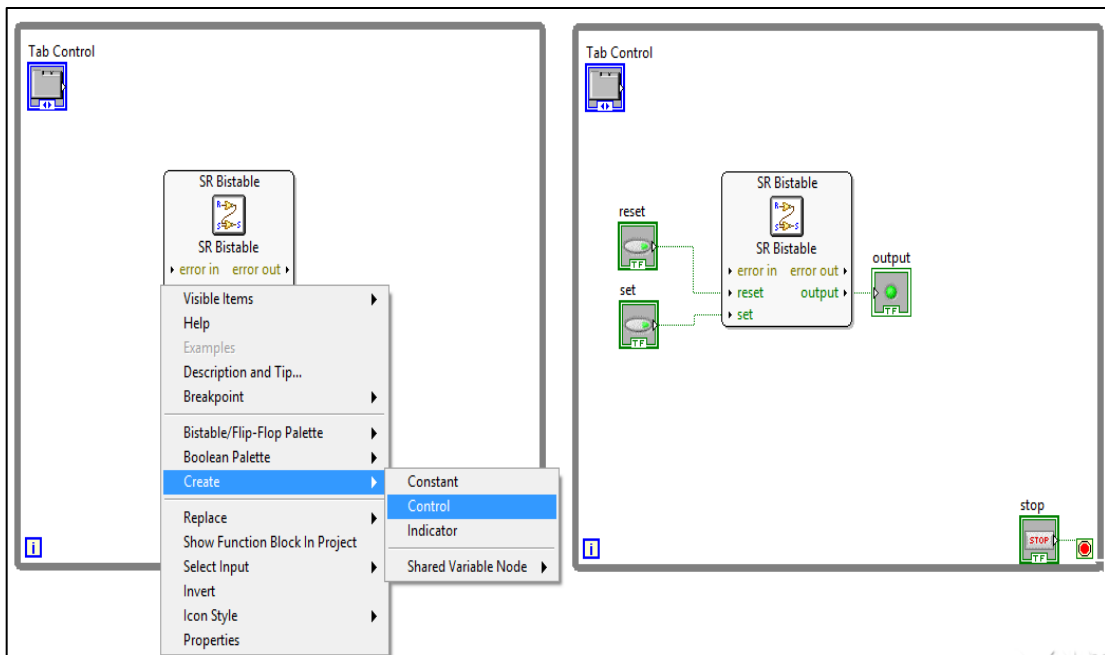 Tab Control
SR Bistable
SR Bistable
error in error out
Visible Items
Help
Examples
Description and Tip...
Breakpoint
Bistable/Flip-Flop Palette
Boolean Palette
Create
Replace
Show Function Block In Project
Select Input
Invert
Icon Style
Properties
Constant
Control
Indicator
Shared Variable Node
i
Tab Control
reset
TF
set
TF
SR Bistable
R
S S
SR Bistable
error in error out
reset output
set
output
TF
stop
STOP
TF
i